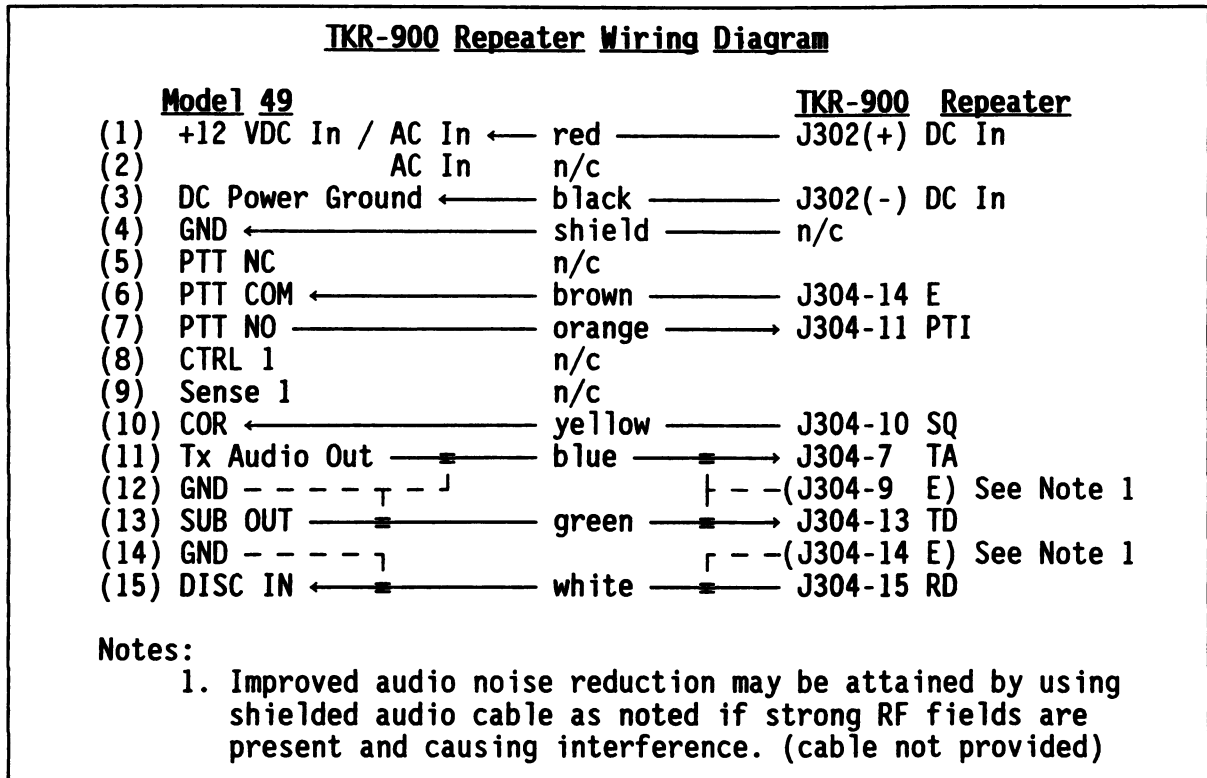 TKR-900 Repeater Wiring Diagram
Model 49 TKR-900 Repeater
(1) +12 VDC In / AC In ← red J302(+) DC In
(2) AC In n/c
(3) DC Power Ground ← black J302(-) DC In
(4) GND ← shield n/c
(5) PTT NC n/c
(6) PTT COM ← brown J304-14 E
(7) PTT NO orange → J304-11 PTI
(8) CTRL 1 n/c
(9) Sense 1 n/c
(10) COR ← yellow J304-10 SQ
(11) Tx Audio Out blue → J304-7 TA
(12) GND (J304-9 E) See Note 1
(13) SUB OUT green → J304-13 TD
(14) GND (J304-14 E) See Note 1
(15) DISC IN ← white J304-15 RD
Notes:
1. Improved audio noise reduction may be attained by using
shielded audio cable as noted if strong RF fields are
present and causing interference. (cable not provided)